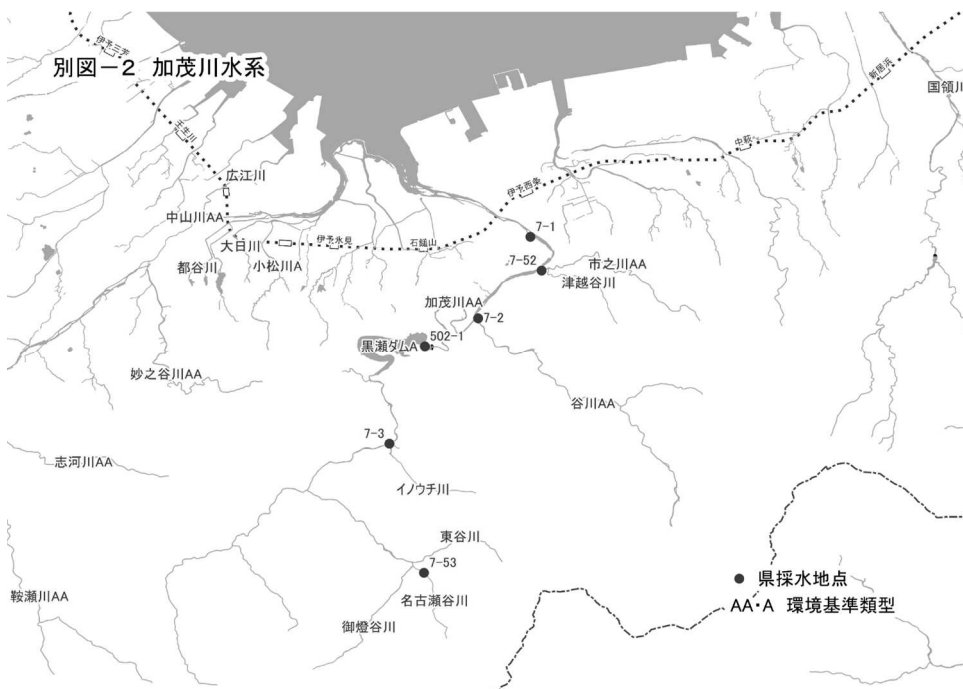 伊予三芳
別図ー2 加茂川水系
新居浜
国領川
壬生川
中萩
広江川
伊予西条
中山川AA
7-1
大日川
伊予氷見
石鎚山
都谷川
小松川A
7-52
市之川AA
津越谷川
加茂川AA
7-2
502-1
黒瀬ダムA
妙之谷川AA
谷川AA
7-3
志河川AA
イノウチ川
東谷川
7-53
● 県採水地点
鞍瀬川AA
名古瀬谷川
AA・A 環境基準類型
御燈谷川